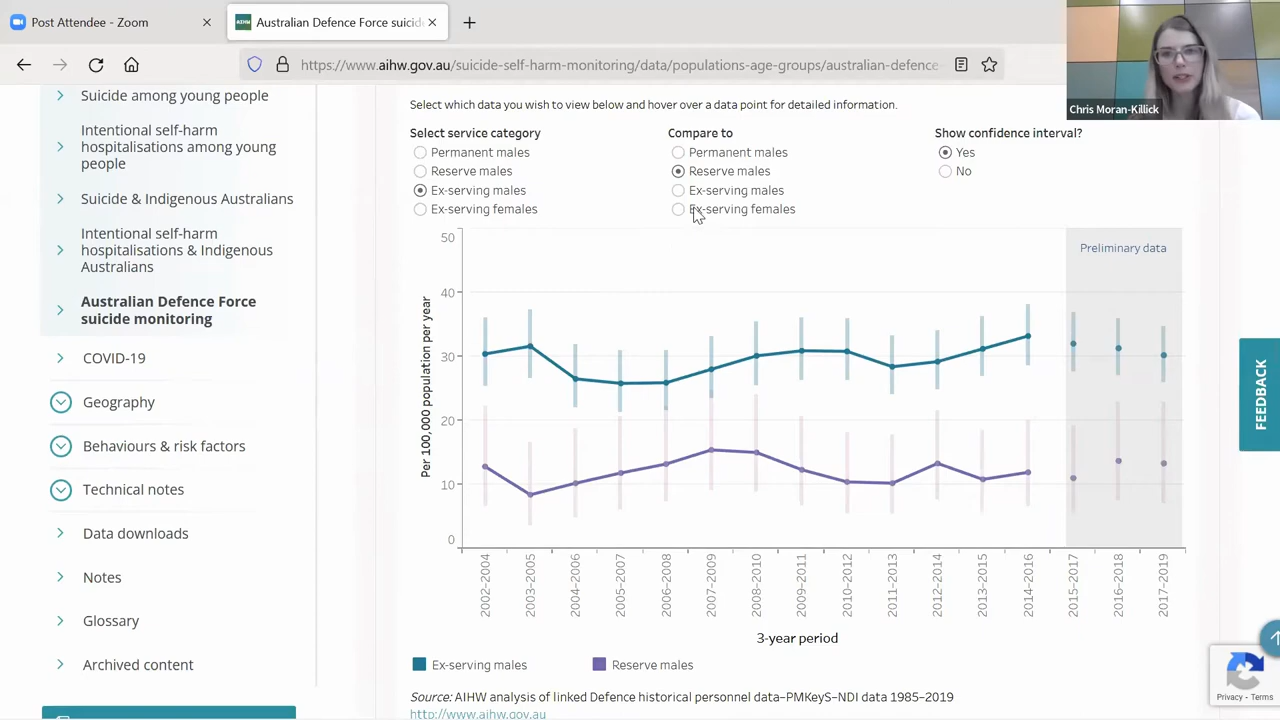 Post Attendee - Zoom
AIHW
Australian Defence Force suicid
https://www.aihw.gov.au/suicide-self-harm-monitoring/data/populations-age-groups/australian-defence-
Chris Moran-Killick
Suicide among young people
Intentional self-harm
hospitalisations among young
people
Suicide & Indigenous Australians
Intentional self-harm
hospitalisations & Indigenous
Australians
Australian Defence Force
suicide monitoring
COVID-19
Geography
Behaviours & risk factors
Technical notes
Data downloads
Notes
Glossary
Archived content
Select which data you wish to view below and hover over a data point for detailed information.
Select service category
Permanent males
Reserve males
Ex-serving males
Ex-serving females
Compare to
Permanent males
Reserve males
Ex-serving males
Ex-serving females
Show confidence interval?
Yes
No
Per 100,000 population per year
50
40
30
20
10
0
Preliminary data
2002–2004
2003–2005
2004–2006
2005–2007
2006–2008
2007–2009
2008–2010
2009–2011
2010–2012
2011–2013
2012–2014
2013–2015
2014–2016
2015–2017
2016–2018
2017–2019
3-year period
Ex-serving males
Reserve males
Source: AIHW analysis of linked Defence historical personnel data–PMKeyS–NDI data 1985–2019
http://www.aihw.gov.au
FEEDBACK
Privacy - Terms